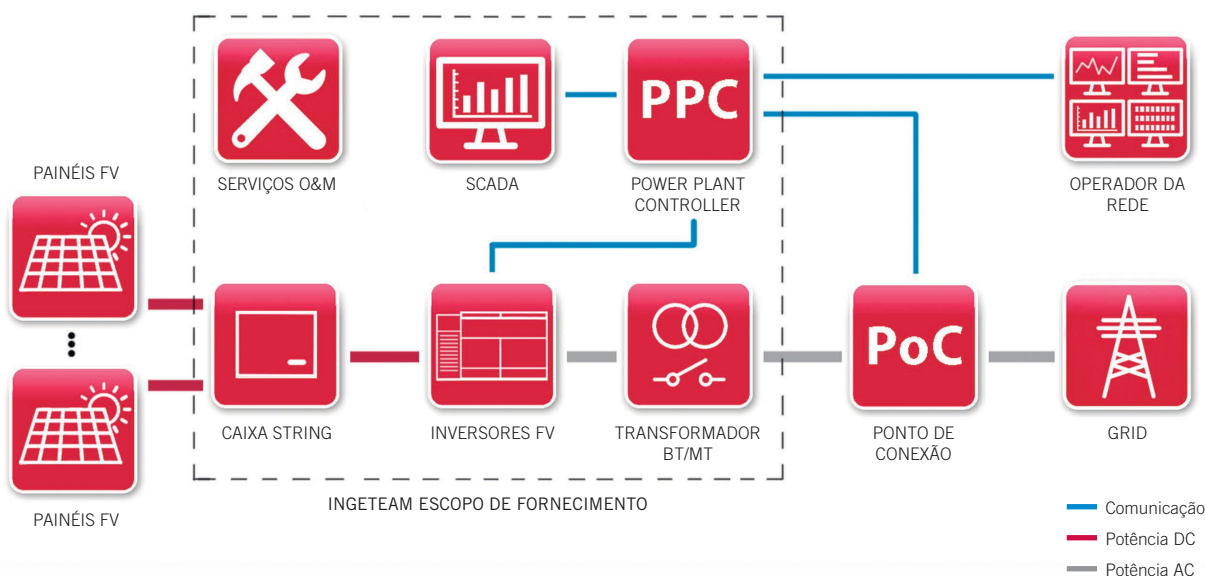 PPC
PAINÉIS FV
SERVIÇOS O&M
SCADA
POWER PLANT
CONTROLLER
OPERADOR DA
REDE
PoC
CAIXA STRING
INVERSORES FV
TRANSFORMADOR
BT/MT
PONTO DE
CONEXÃO
GRID
INGETEAM ESCOPO DE FORNECIMENTO
PAINÉIS FV
Comunicação
Potência DC
Potência AC